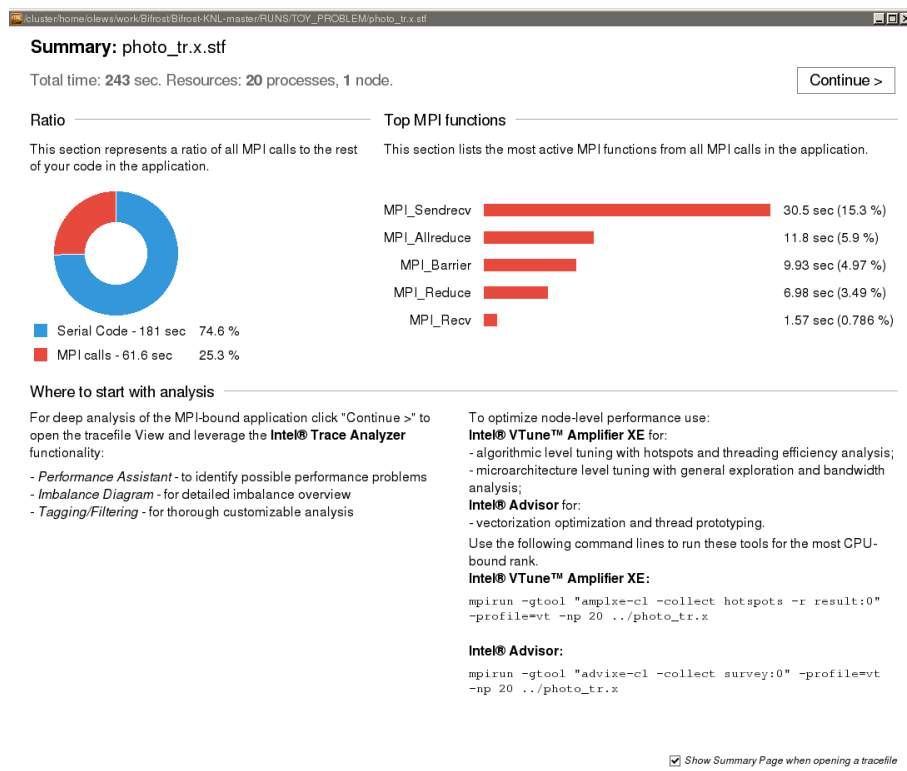 /cluster/home/olews/work/Bifrost/Bifrost-KNL-master/RUNS/TOY_PROBLEM/photo_tr.x.stf
Summary: photo_tr.x.stf
Total time: 243 sec. Resources: 20 processes, 1 node.
Continue >
Ratio
This section represents a ratio of all MPI calls to the rest
of your code in the application.
Serial Code - 181 sec 74.6 %
MPI calls - 61.6 sec 25.3 %
Top MPI functions
This section lists the most active MPI functions from all MPI calls in the application.
MPI_Sendrecv 30.5 sec (15.3 %)
MPI_Allreduce 11.8 sec (5.9 %)
MPI_Barrier 9.93 sec (4.97 %)
MPI_Reduce 6.98 sec (3.49 %)
MPI_Recv 1.57 sec (0.786 %)
Where to start with analysis
For deep analysis of the MPI-bound application click "Continue >" to
open the tracefile View and leverage the Intel® Trace Analyzer
functionality:
- Performance Assistant - to identify possible performance problems
- Imbalance Diagram - for detailed imbalance overview
- Tagging/Filtering - for thorough customizable analysis
To optimize node-level performance use:
Intel® VTune™ Amplifier XE for:
- algorithmic level tuning with hotspots and threading efficiency analysis;
- microarchitecture level tuning with general exploration and bandwidth
analysis;
Intel® Advisor for:
- vectorization optimization and thread prototyping.
Use the following command lines to run these tools for the most CPU-
bound rank.
Intel® VTune™ Amplifier XE:
mpirun -gtool "amplxe-cl -collect hotspots -r result:0"
-profile=vt -np 20 ../photo_tr.x
Intel® Advisor:
mpirun -gtool "advixe-cl -collect survey:0" -profile=vt
-np 20 ../photo_tr.x
Show Summary Page when opening a tracefile